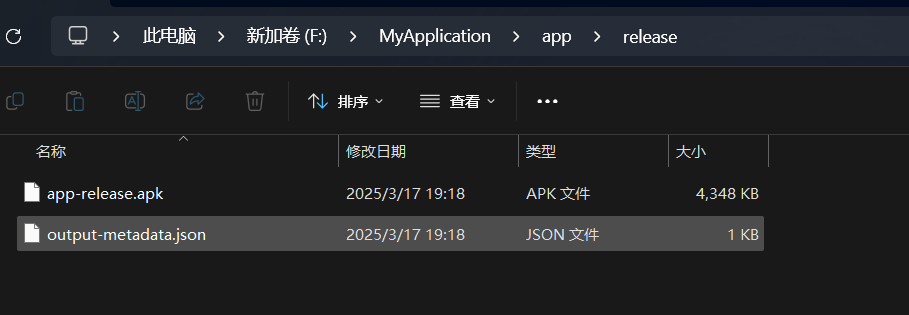 此电脑 > 新加卷 (F:) > MyApplication > app > release
排序 查看
名称 修改日期 类型 大小
app-release.apk 2025/3/17 19:18 APK 文件 4,348 KB
output-metadata.json 2025/3/17 19:18 JSON 文件 1 KB